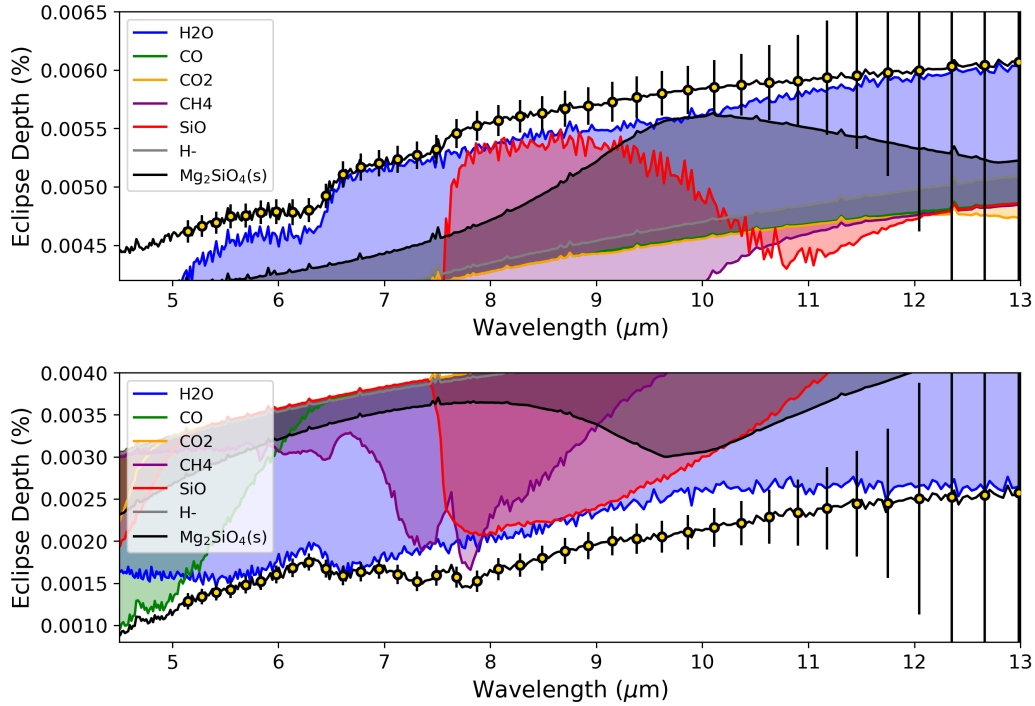 0.0065
0.0060
0.0055
0.0050
0.0045
Eclipse Depth (%)
H2O
CO
CO2
CH4
SiO
H-
Mg₂SiO₄(s)
5 6 7 8 9 10 11 12 13
Wavelength (μm)
0.0040
0.0035
0.0030
0.0025
0.0020
0.0015
0.0010
Eclipse Depth (%)
H2O
CO
CO2
CH4
SiO
H-
Mg₂SiO₄(s)
5 6 7 8 9 10 11 12 13
Wavelength (μm)